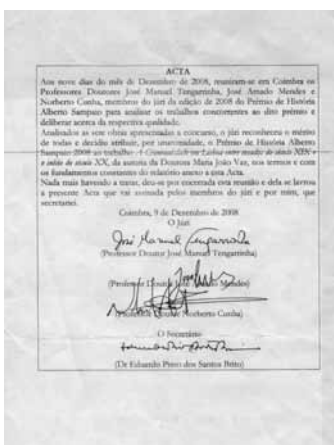 ACTA
Aos nove dias do mês de Dezembro de 2008, reuniram-se em Coimbra os
Professores Doutores José Manuel Tengarrinha, José Amado Mendes e
Norberto Cunha, membros do júri da edição de 2008 do Prémio de História
Alberto Sampaio para analisar os trabalhos concorrentes ao dito prémio e
deliberar acerca da respectiva qualidade.
Analisados as sete obras apresentadas a concurso, o júri reconheceu o mérito
de todas e decidiu atribuir, por unanimidade, o Prémio de História Alberto
Sampaio 2008 ao trabalho A Criminalidade em Lisboa entre meados do século XIX e
o início do século XX, da autoria da Doutora Maria João Vaz, nos termos e com
os fundamentos constantes do relatório anexo a esta Acta.
Nada mais havendo a tratar, deu-se por encerrada esta reunião e dela se lavrou
a presente Acta que vai assinada pelos membros do júri e por mim, que
secretariei.
Coimbra, 9 de Dezembro de 2008
O Júri
José Manuel Tengarrinha
(Professor Doutor José Manuel Tengarrinha)
(Professor Doutor José Amado Mendes)
(Professor Doutor Norberto Cunha)
O Secretário
(Dr Eduardo Pires dos Santos Brito)